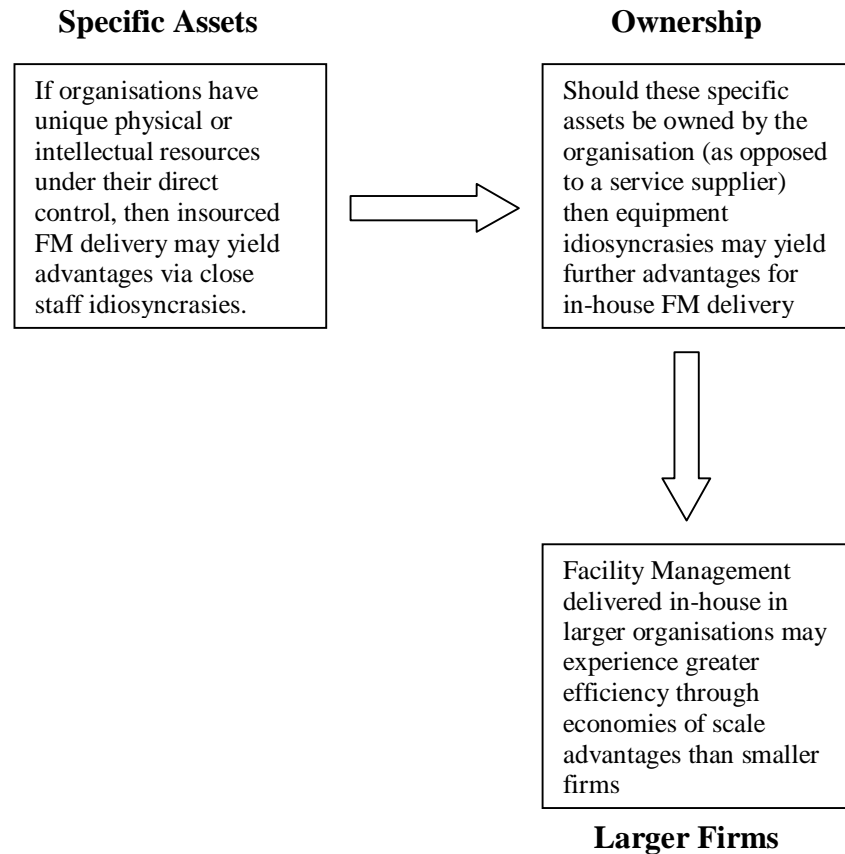 Specific Assets
If organisations have
unique physical or
intellectual resources
under their direct
control, then insourced
FM delivery may yield
advantages via close
staff idiosyncrasies.
Ownership
Should these specific
assets be owned by the
organisation (as opposed
to a service supplier)
then equipment
idiosyncrasies may yield
further advantages for
in-house FM delivery
Facility Management
delivered in-house in
larger organisations may
experience greater
efficiency through
economies of scale
advantages than smaller
firms
Larger Firms